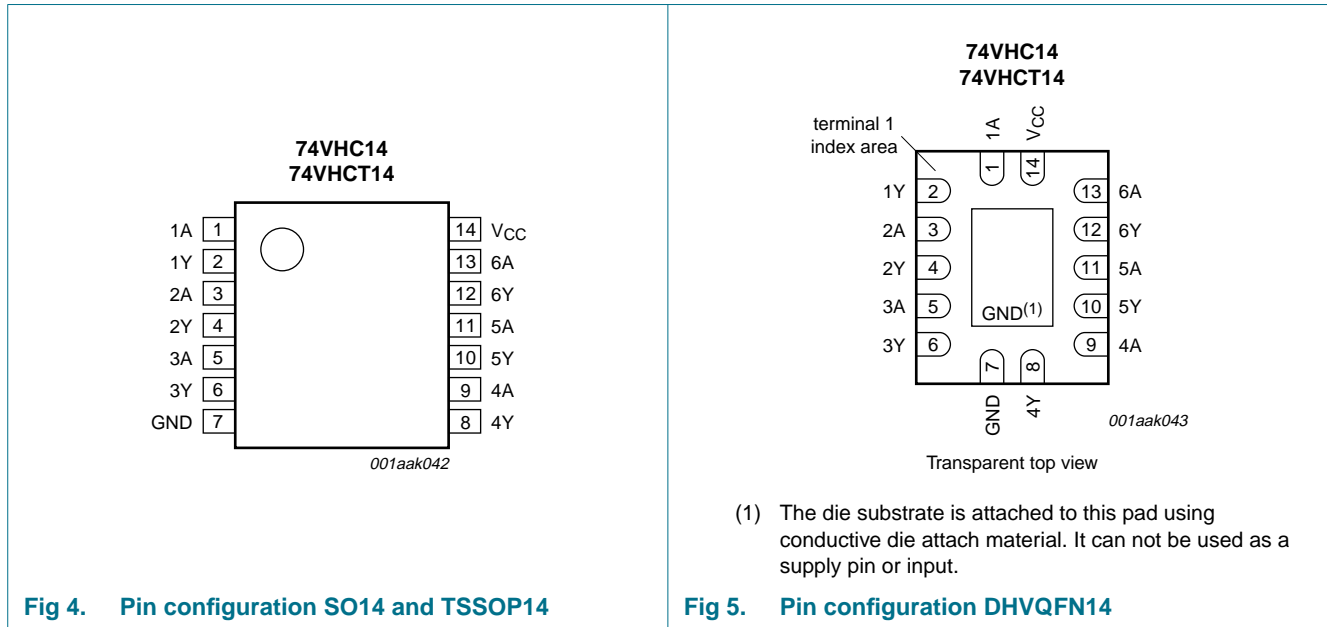 74VHC14
74VHCT14
1A 1
14 VCC
1Y 2
13 6A
2A 3
12 6Y
2Y 4
11 5A
3A 5
10 5Y
3Y 6
9 4A
GND 7
8 4Y
001aak042
Fig 4. Pin configuration SO14 and TSSOP14
74VHC14
74VHCT14
terminal 1
index area
1A
VCC
1
14
1Y 2
13 6A
2A 3
12 6Y
2Y 4
11 5A
3A 5
GND(1)
10 5Y
3Y 6
9 4A
7
8
GND
4Y
001aak043
Transparent top view
(1) The die substrate is attached to this pad using
conductive die attach material. It can not be used as a
supply pin or input.
Fig 5. Pin configuration DHVQFN14